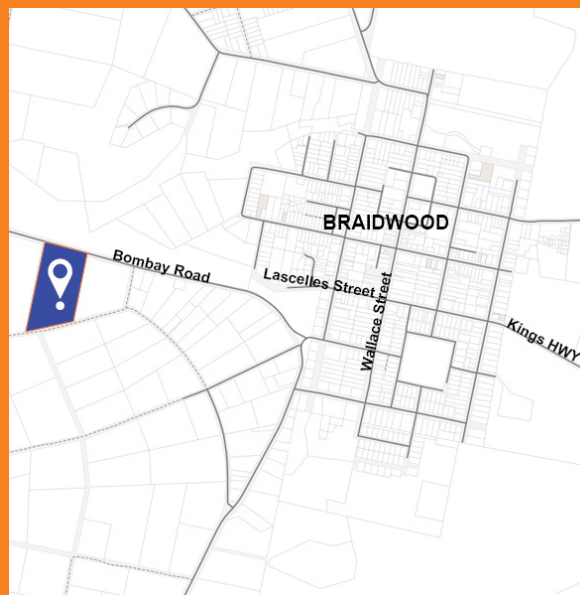 BRAIDWOOD
Bombay Road
Lascelles Street
Wallace Street
Kings HWY